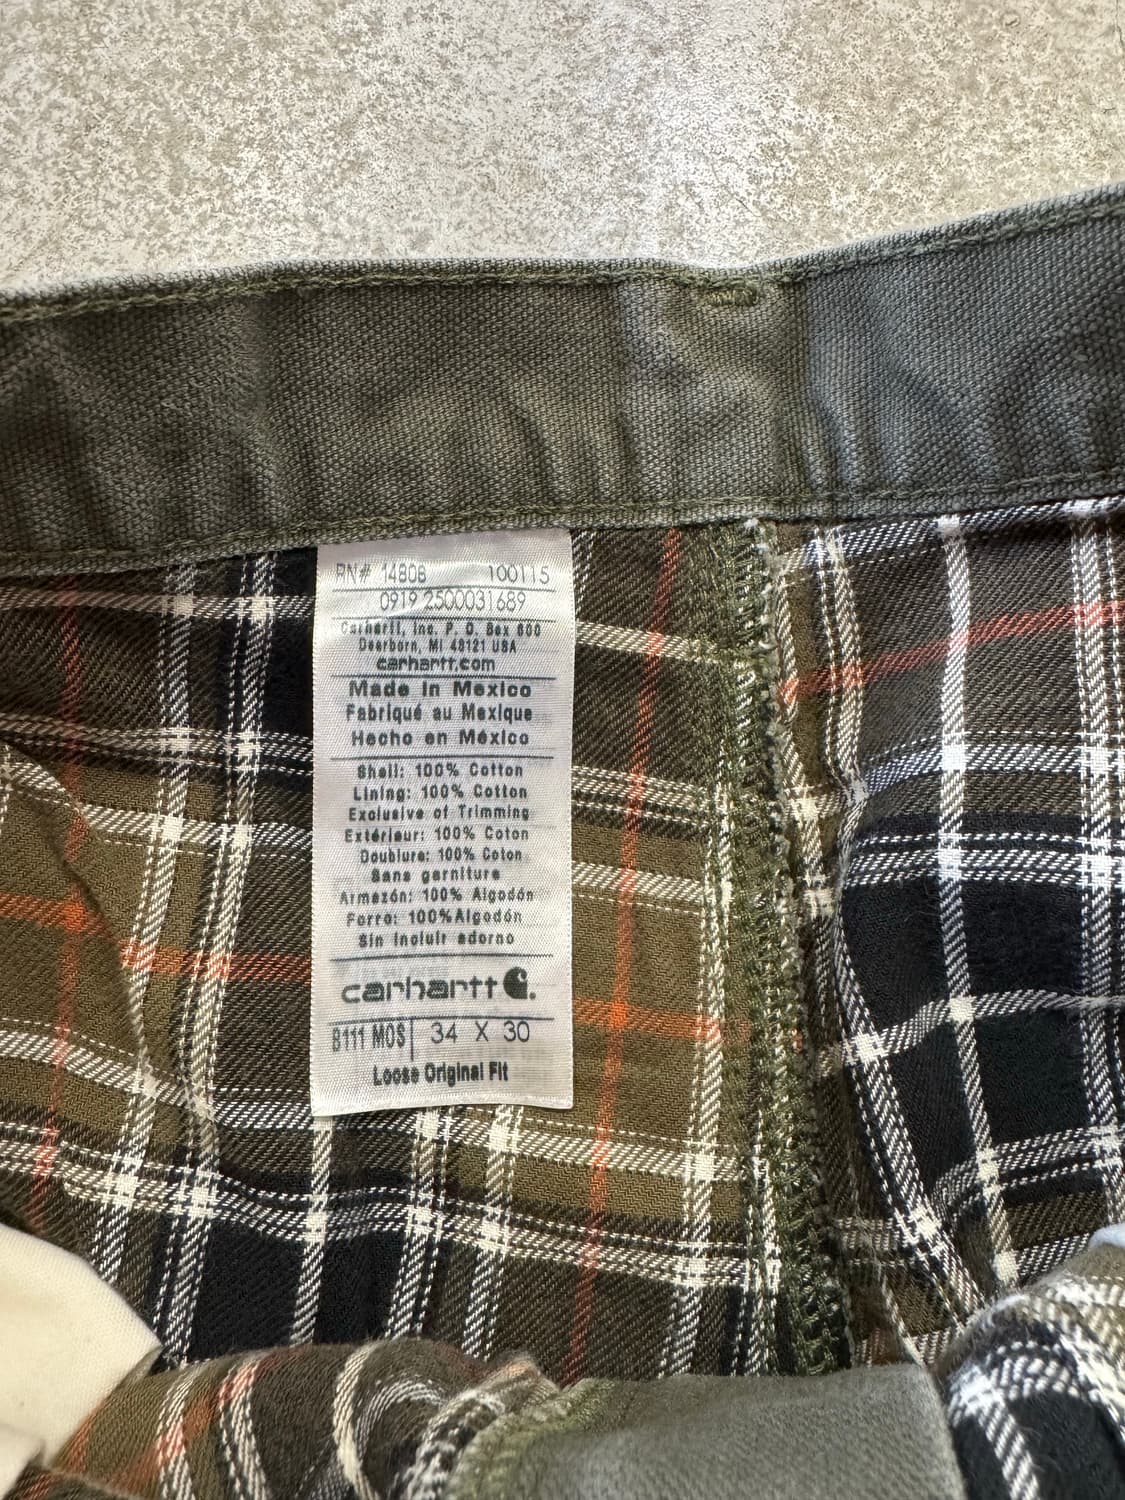 RN# 14806 100115
0919 2500031689
Carhartt, Inc. P. O. Box 600
Dearborn, MI 48121 USA
carhartt.com
Made in Mexico
Fabriqué au Mexique
Hecho en México
Shell: 100% Cotton
Lining: 100% Cotton
Exclusive of Trimming
Extérieur: 100% Coton
Doublure: 100% Coton
Sans garniture
Armazón: 100% Algodón
Forro: 100%Algodón
Sin incluir adorno
carhartt
B111 MOS 34 X 30
Loose Original Fit